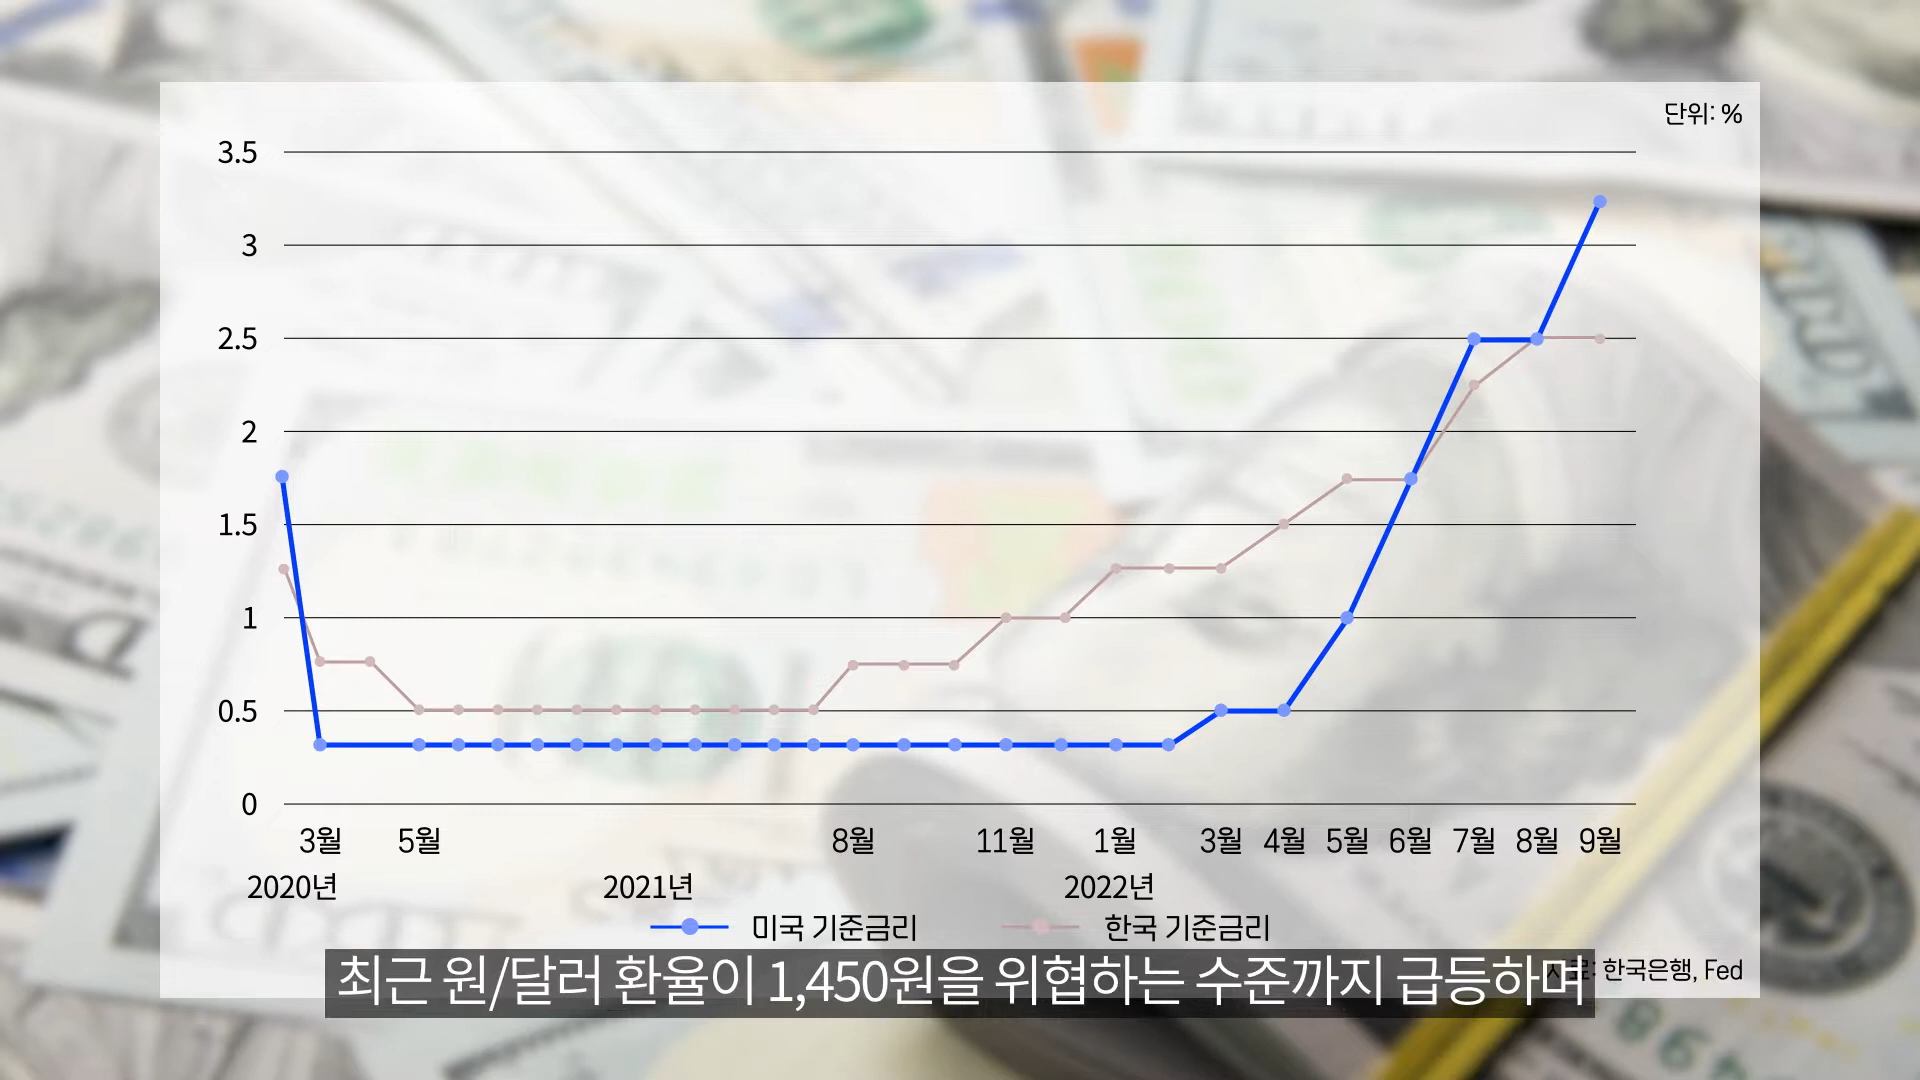 단위: %
3.5
3
2.5
2
1.5
1
0.5
0
3월 5월 8월 11월 1월 3월 4월 5월 6월 7월 8월 9월
2020년 2021년 2022년
미국 기준금리 한국 기준금리
한국은행, Fed
최근 원/달러 환율이 1,450원을 위협하는 수준까지 급등하며